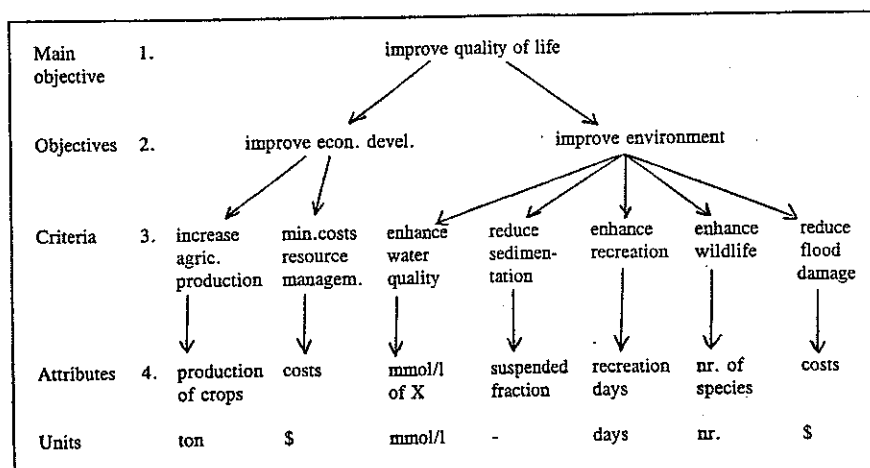 Main objective 1. improve quality of life
Objectives 2. improve econ. devel. improve environment
Criteria 3. increase agric. production min.costs resource managem. enhance water quality reduce sedimen-tation enhance recreation enhance wildlife reduce flood damage
Attributes 4. production of crops costs mmol/l of X suspended fraction recreation days nr. of species costs
Units ton $ mmol/l - days nr. $